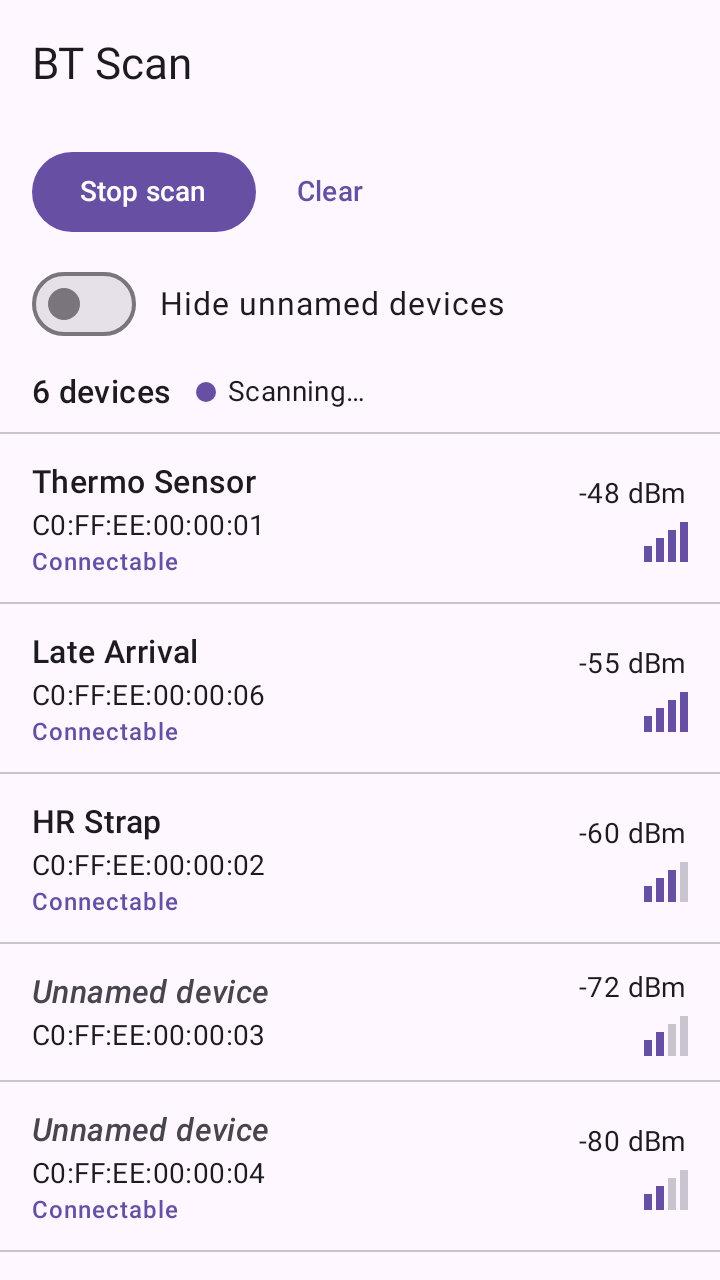 BT Scan
Stop scan
Clear
Hide unnamed devices
6 devices
Scanning…
Thermo Sensor
-48 dBm
C0:FF:EE:00:00:01
Connectable
Late Arrival
-55 dBm
C0:FF:EE:00:00:06
Connectable
HR Strap
-60 dBm
C0:FF:EE:00:00:02
Connectable
Unnamed device
-72 dBm
C0:FF:EE:00:00:03
Unnamed device
-80 dBm
C0:FF:EE:00:00:04
Connectable